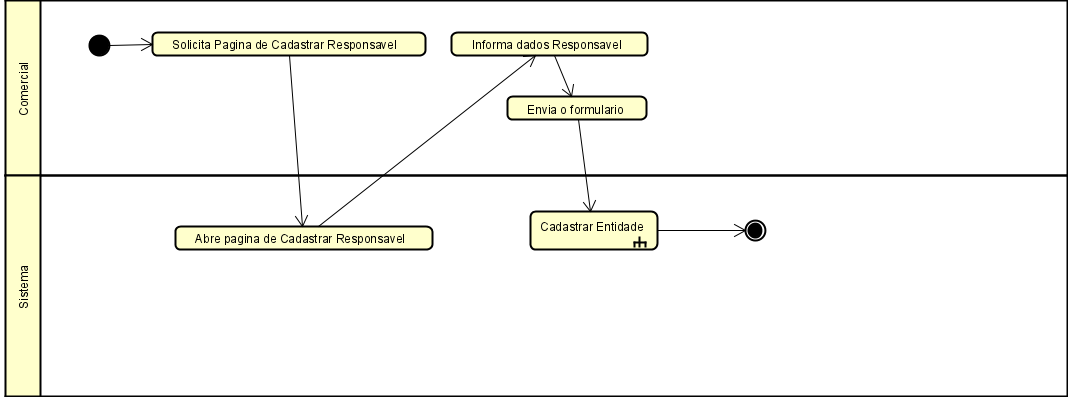 Comercial
Solicita Pagina de Cadastrar Responsavel
Informa dados Responsavel
Envia o formulario
Sistema
Abre pagina de Cadastrar Responsavel
Cadastrar Entidade